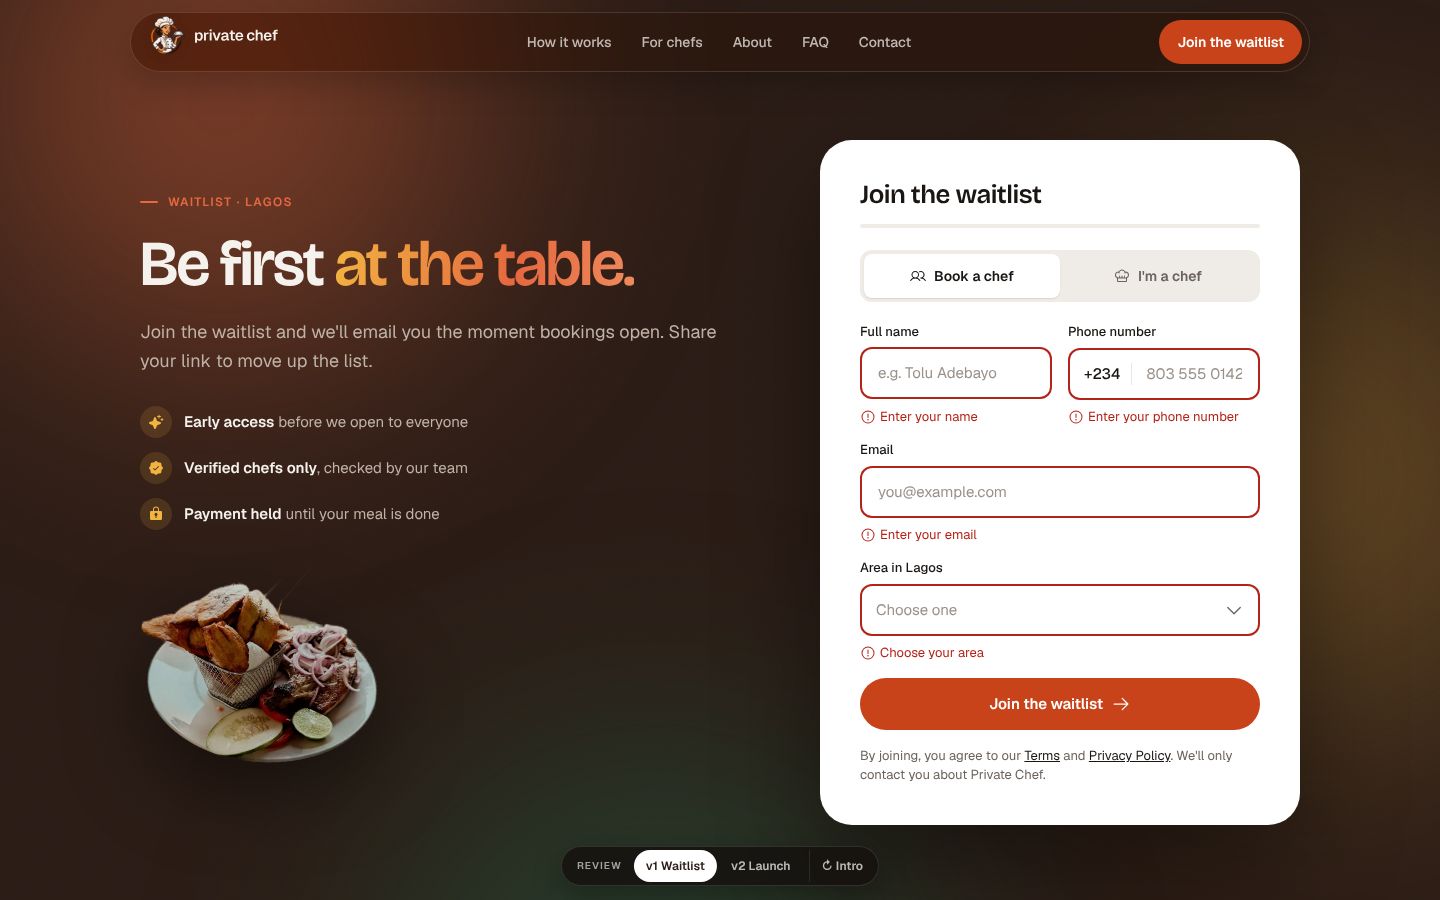 private chef
How it works
For chefs
About
FAQ
Contact
Join the waitlist
WAITLIST · LAGOS
Be first at the table.
Join the waitlist and we'll email you the moment bookings open. Share
your link to move up the list.
Early access before we open to everyone
Verified chefs only, checked by our team
Payment held until your meal is done
Join the waitlist
Book a chef
I'm a chef
Full name
Phone number
e.g. Tolu Adebayo
+234
803 555 0142
Enter your name
Enter your phone number
Email
you@example.com
Enter your email
Area in Lagos
Choose one
Choose your area
Join the waitlist →
By joining, you agree to our Terms and Privacy Policy. We'll only
contact you about Private Chef.
REVIEW
v1 Waitlist
v2 Launch
↻ Intro